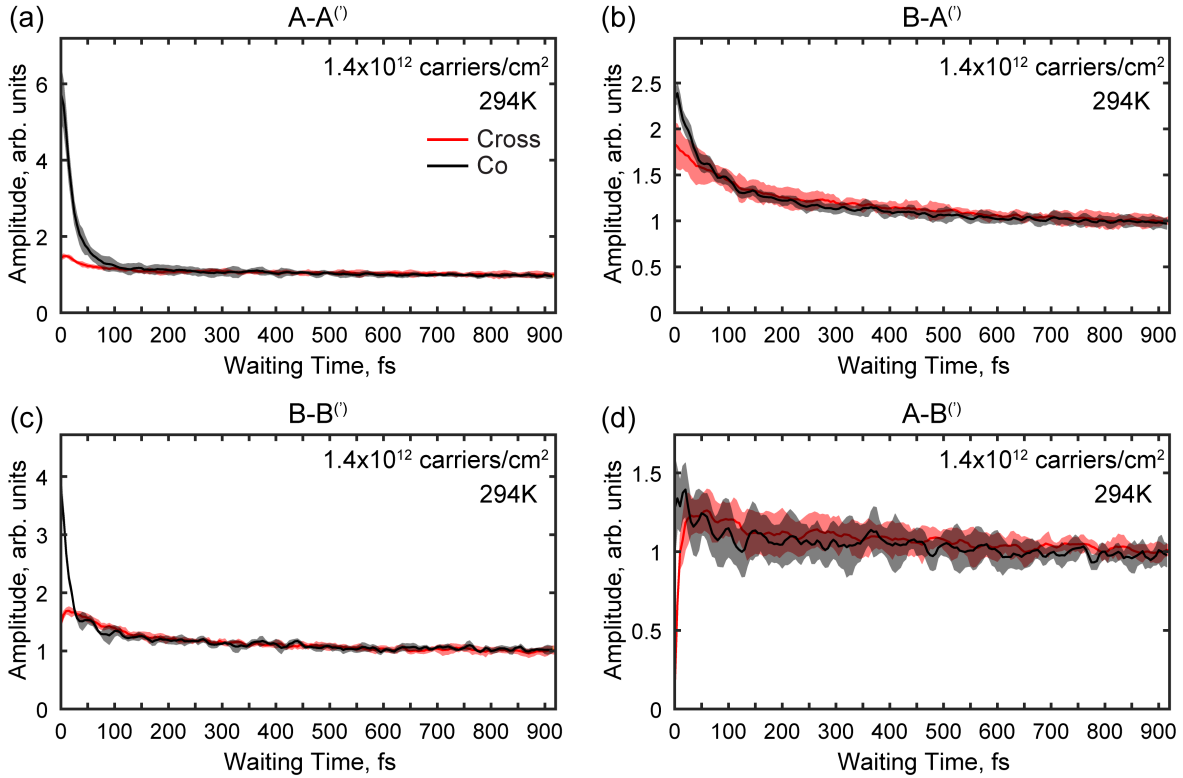 (a)
A-A(')
1.4x10¹² carriers/cm²
294K
Cross
Co
Amplitude, arb. units
6
4
2
0
0 100 200 300 400 500 600 700 800 900
Waiting Time, fs
(b)
B-A(')
1.4x10¹² carriers/cm²
294K
Amplitude, arb. units
2.5
2
1.5
1
0.5
0
0 100 200 300 400 500 600 700 800 900
Waiting Time, fs
(c)
B-B(')
1.4x10¹² carriers/cm²
294K
Amplitude, arb. units
4
3
2
1
0
0 100 200 300 400 500 600 700 800 900
Waiting Time, fs
(d)
A-B(')
1.4x10¹² carriers/cm²
294K
Amplitude, arb. units
1.5
1
0.5
0
0 100 200 300 400 500 600 700 800 900
Waiting Time, fs